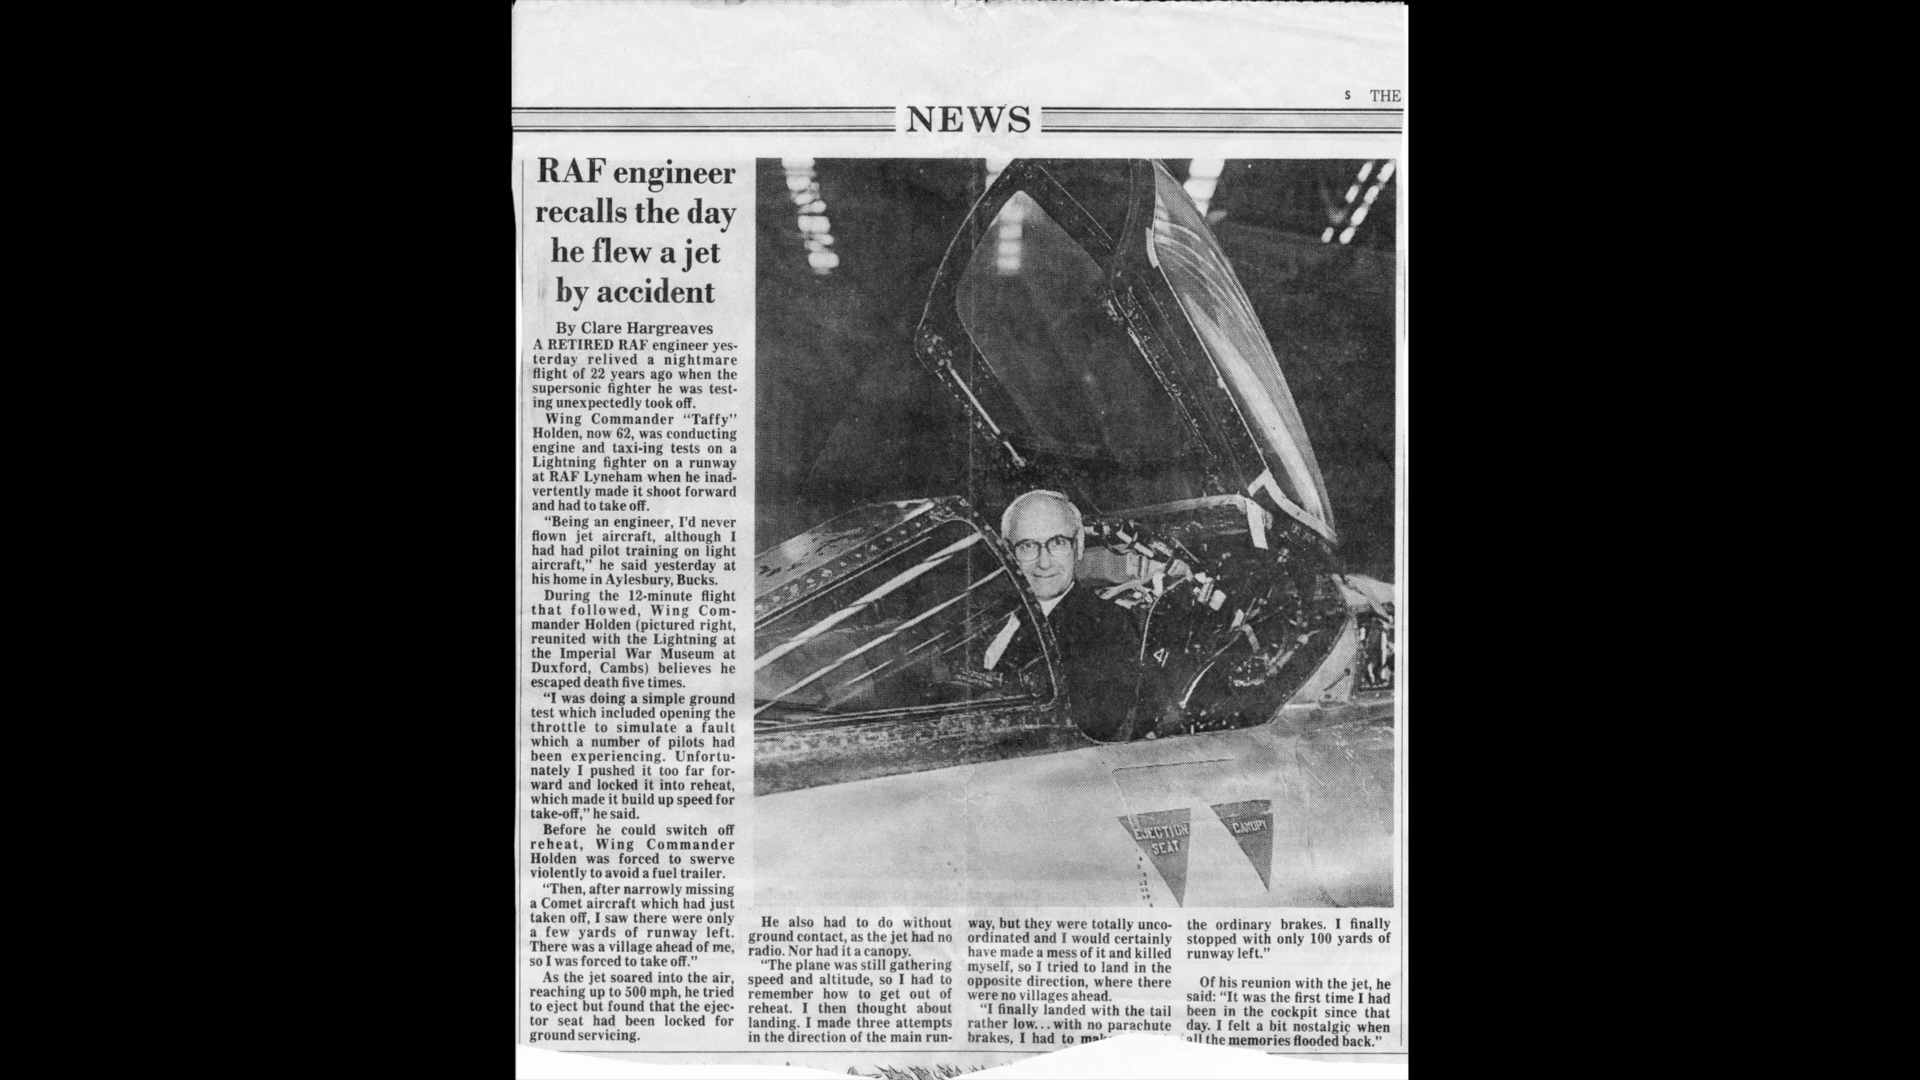 S THE
NEWS
RAF engineer
recalls the day
he flew a jet
by accident
By Clare Hargreaves
A RETIRED RAF engineer yes-
terday relived a nightmare
flight of 22 years ago when the
supersonic fighter he was test-
ing unexpectedly took off.
Wing Commander “Taffy”
Holden, now 62, was conducting
engine and taxi-ing tests on a
Lightning fighter on a runway
at RAF Lyneham when he inad-
vertently made it shoot forward
and had to take off.
“Being an engineer, I’d never
flown jet aircraft, although I
had had pilot training on light
aircraft,” he said yesterday at
his home in Aylesbury, Bucks.
During the 12-minute flight
that followed, Wing Com-
mander Holden (pictured right,
reunited with the Lightning at
the Imperial War Museum at
Duxford, Cambs) believes he
escaped death five times.
“I was doing a simple ground
test which included opening the
throttle to simulate a fault
which a number of pilots had
been experiencing. Unfortu-
nately I pushed it too far for-
ward and locked it into reheat,
which made it build up speed for
take-off,” he said.
Before he could switch off
reheat, Wing Commander
Holden was forced to swerve
violently to avoid a fuel trailer.
“Then, after narrowly missing
a Comet aircraft which had just
taken off, I saw there were only
a few yards of runway left.
There was a village ahead of me,
so I was forced to take off.”
As the jet soared into the air,
reaching up to 500 mph, he tried
to eject but found that the ejec-
tor seat had been locked for
ground servicing.
He also had to do without
ground contact, as the jet had no
radio. Nor had it a canopy.
“The plane was still gathering
speed and altitude, so I had to
remember how to get out of
reheat. I then thought about
landing. I made three attempts
in the direction of the main run-
way, but they were totally unco-
ordinated and I would certainly
have made a mess of it and killed
myself, so I tried to land in the
opposite direction, where there
were no villages ahead.
“I finally landed with the tail
rather low... with no parachute
brakes, I had to
the ordinary brakes. I finally
stopped with only 100 yards of
runway left.”
Of his reunion with the jet, he
said: “It was the first time I had
been in the cockpit since that
day. I felt a bit nostalgic when
all the memories flooded back.”
41
EJECTION
SEAT
CANOPY